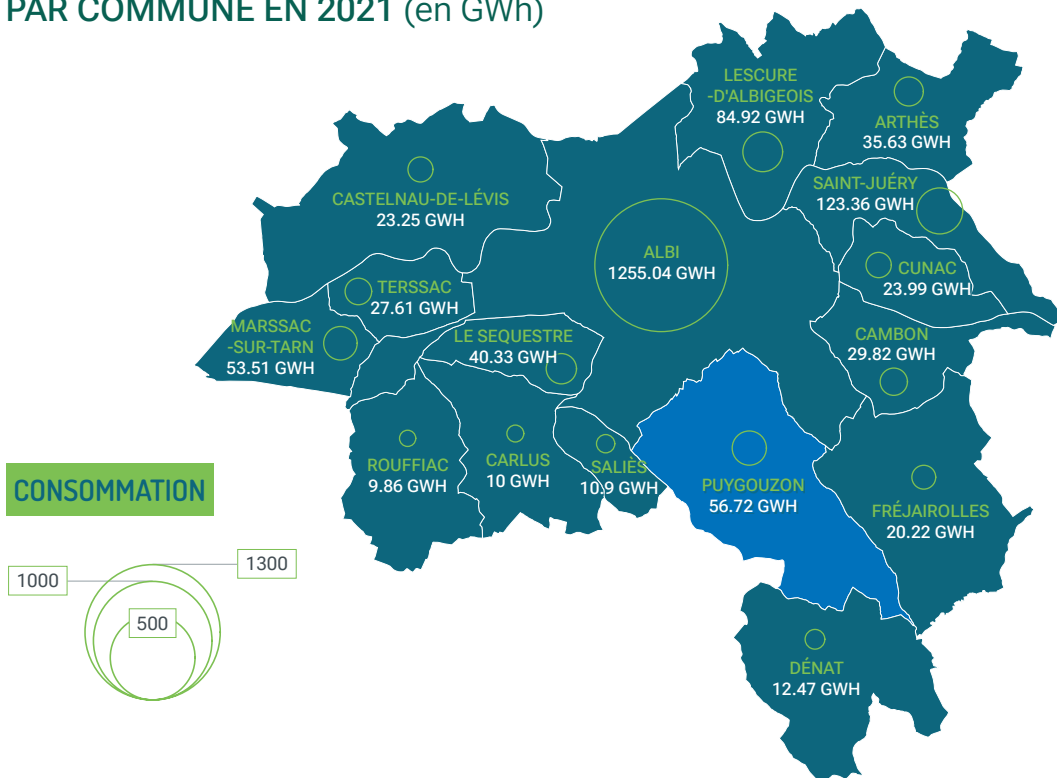 PAR COMMUNE EN 2021 (en GWh)
LESCURE
-D'ALBIGEOIS
84.92 GWH
ARTHÈS
35.63 GWH
CASTELNAU-DE-LÉVIS
23.25 GWH
SAINT-JUÉRY
123.36 GWH
ALBI
1255.04 GWH
CUNAC
23.99 GWH
TERSSAC
27.61 GWH
MARSSAC
-SUR-TARN
53.51 GWH
LE SEQUESTRE
40.33 GWH
CAMBON
29.82 GWH
ROUFFIAC
9.86 GWH
CARLUS
10 GWH
SALIÈS
10.9 GWH
PUYGOUZON
56.72 GWH
FRÉJAIROLLES
20.22 GWH
CONSOMMATION
1300
1000
500
DÉNAT
12.47 GWH